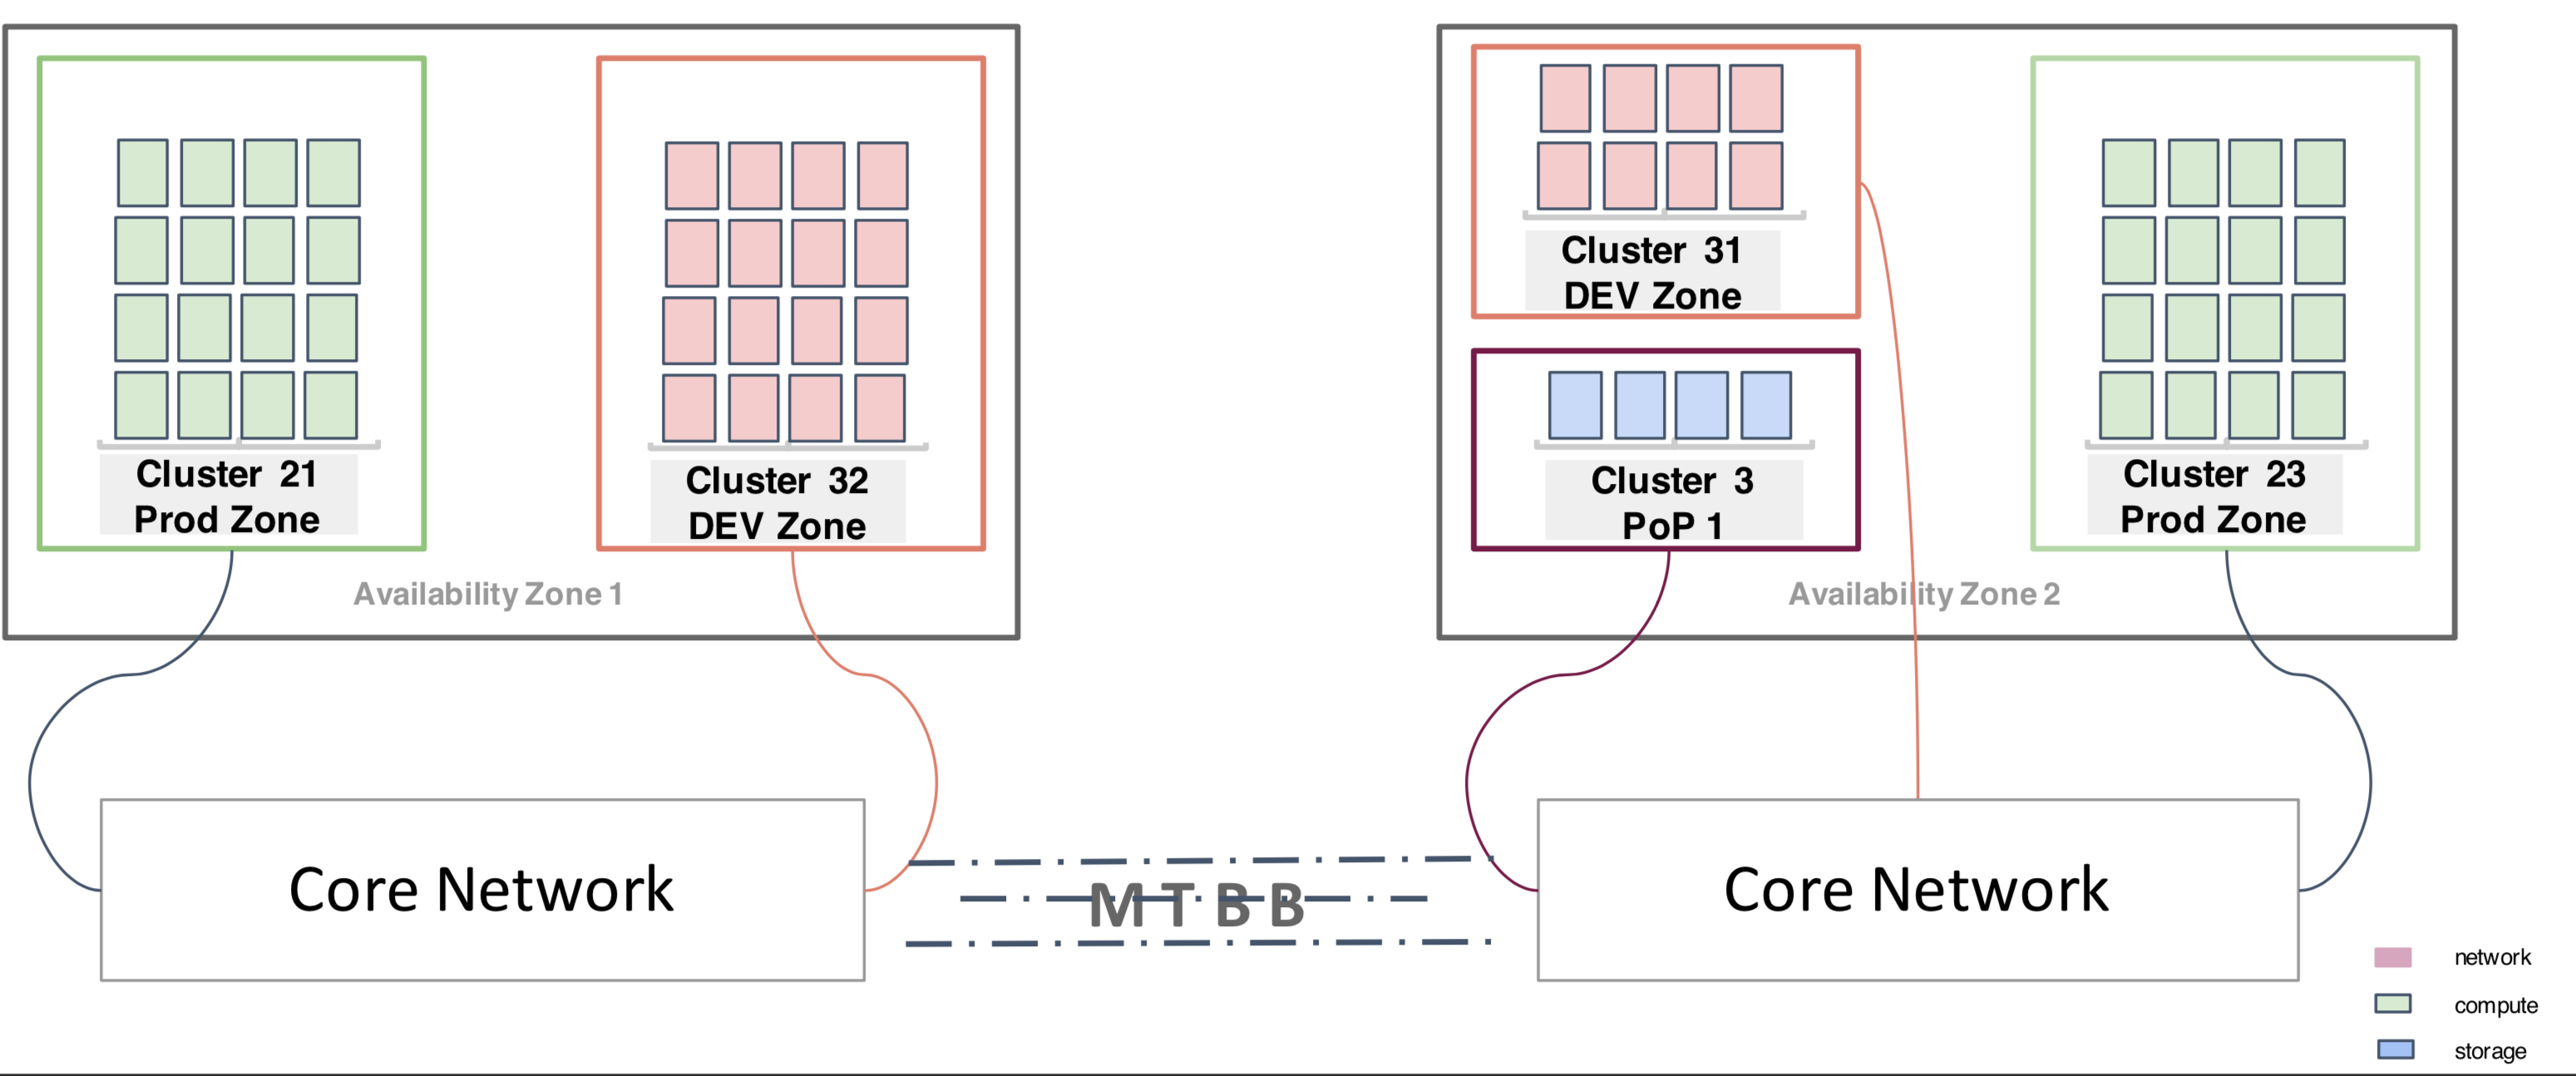 Cluster 21
Prod Zone
Cluster 32
DEV Zone
Availability Zone 1
Cluster 31
DEV Zone
Cluster 3
PoP 1
Cluster 23
Prod Zone
Availability Zone 2
Core Network
M T B B
Core Network
network
compute
storage